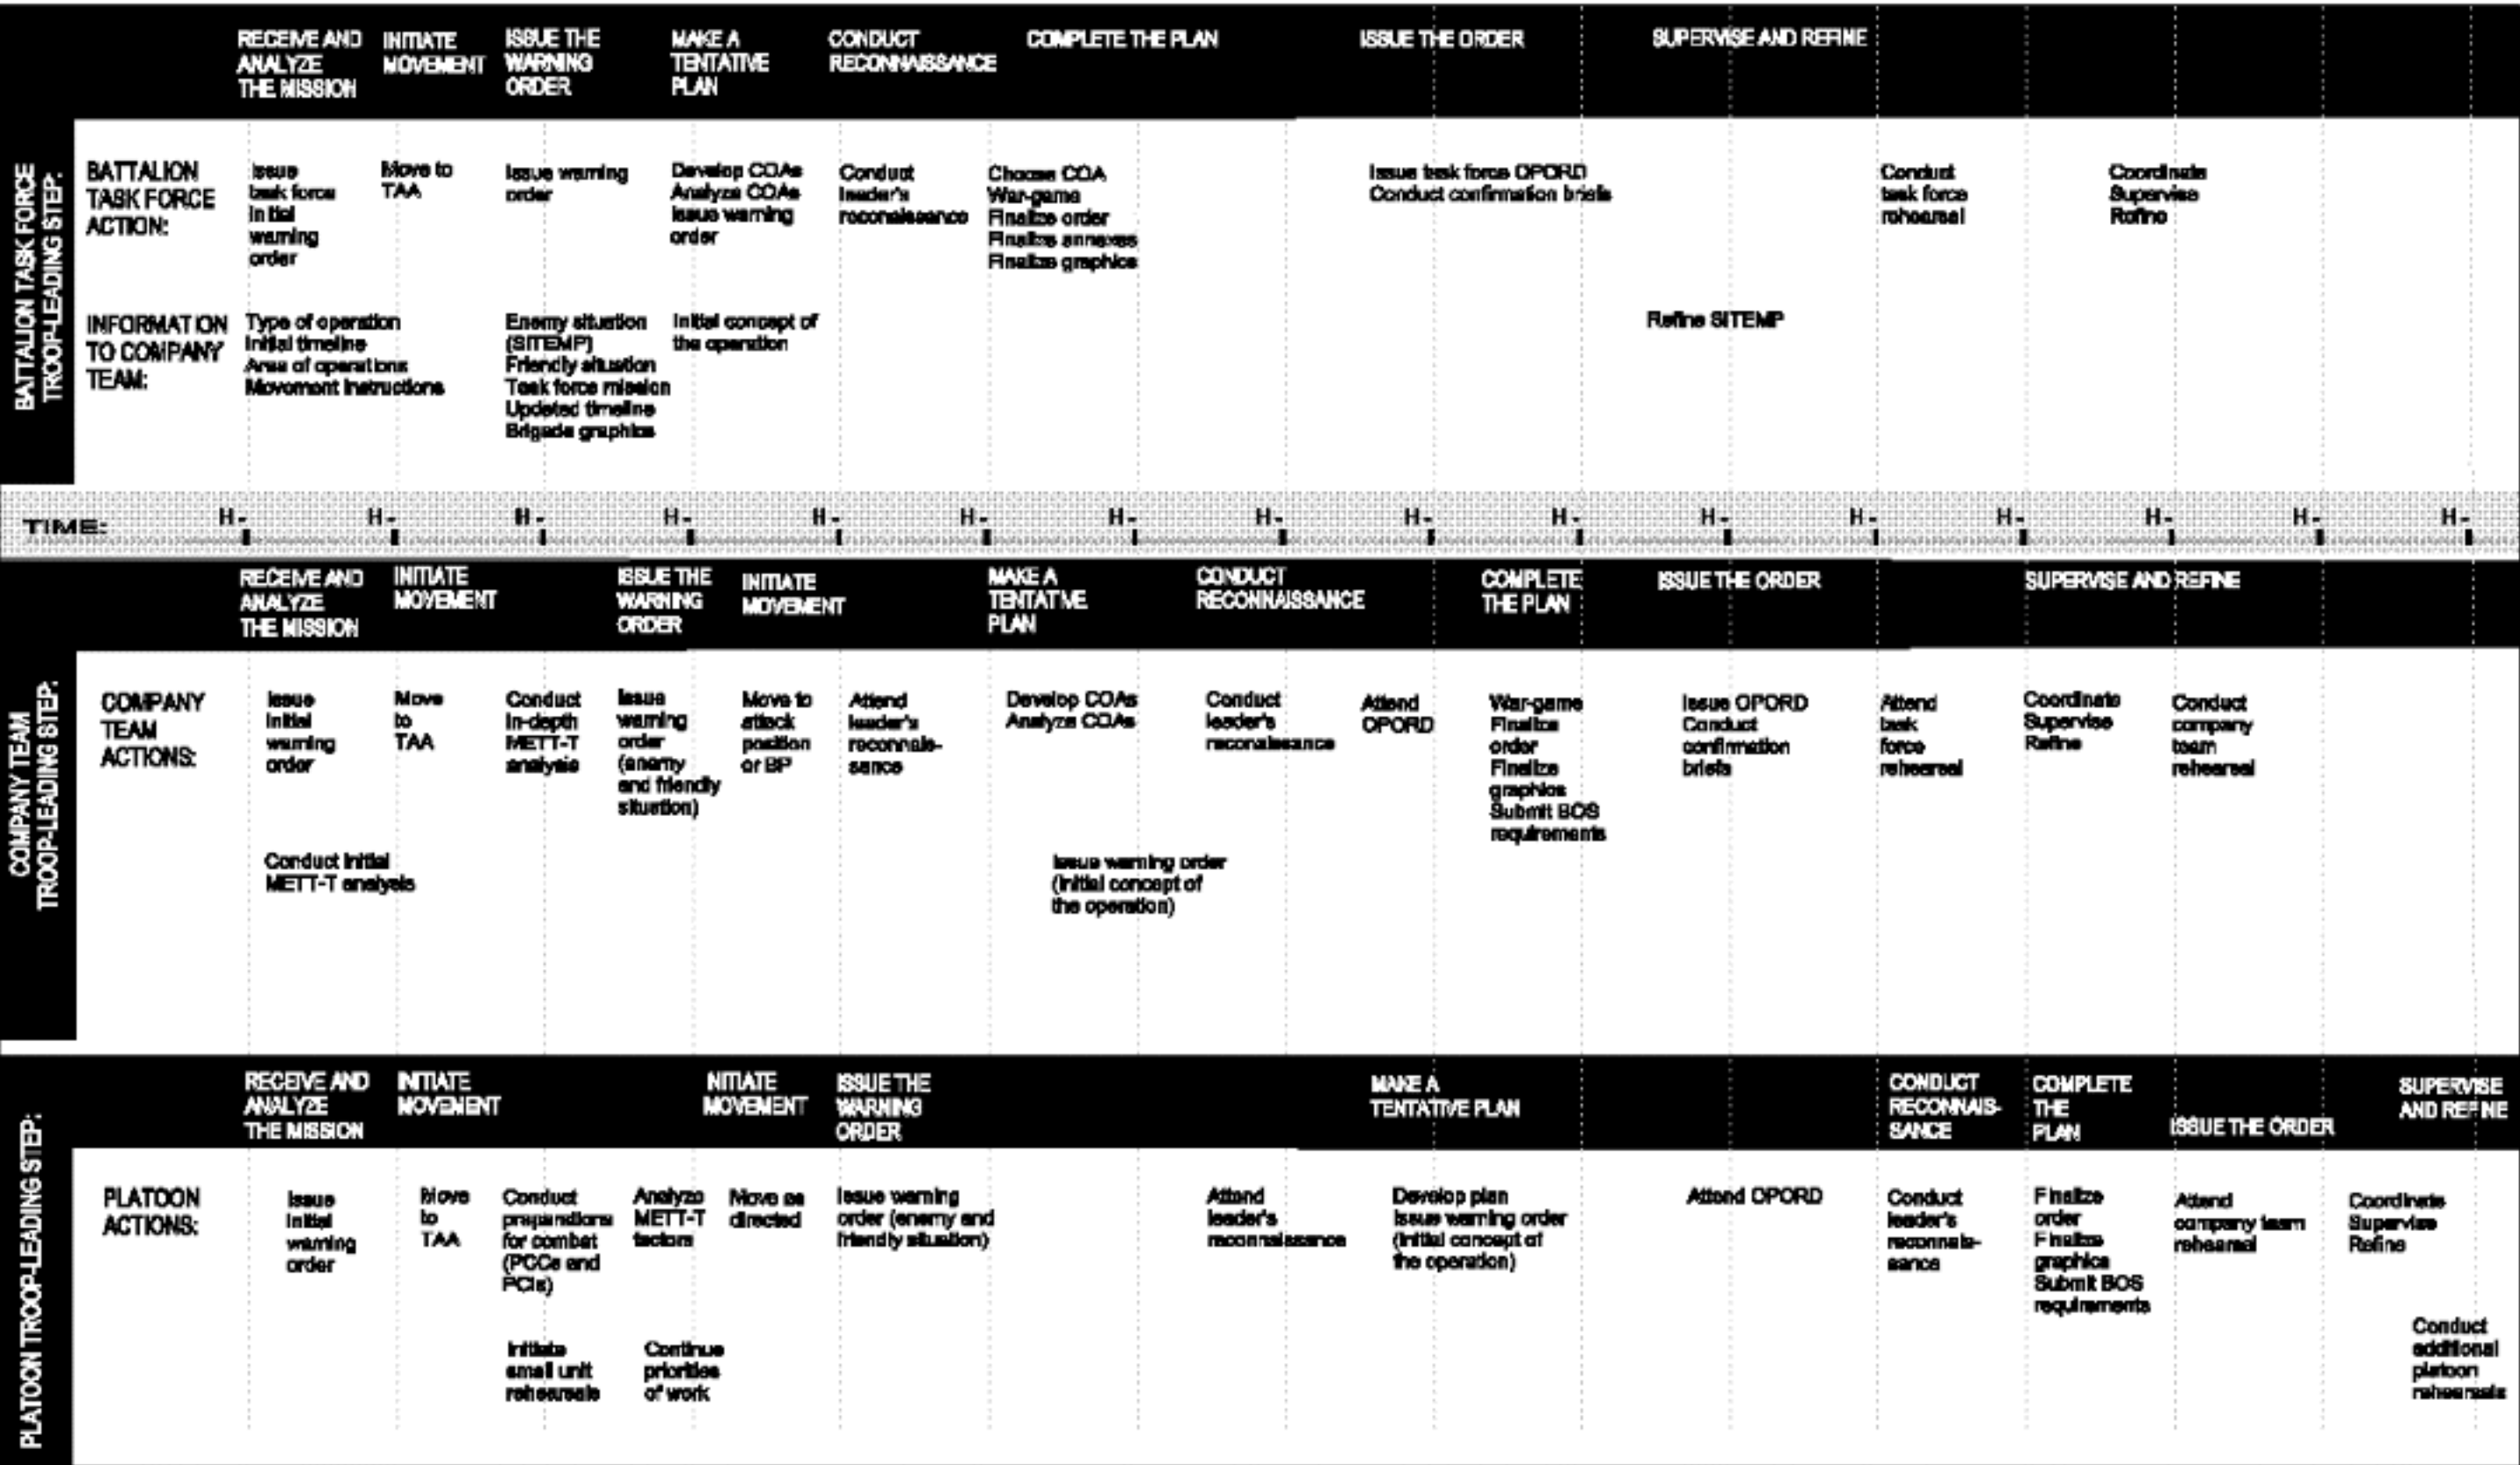 BATTALION TASK FORCE
TROOP-LEADING STEP:
RECEIVE AND
ANALYZE
THE MISSION
INITIATE
MOVEMENT
ISSUE THE
WARNING
ORDER
MAKE A
TENTATIVE
PLAN
CONDUCT
RECONNAISSANCE
COMPLETE THE PLAN
ISSUE THE ORDER
SUPERVISE AND REFINE
BATTALION
TASK FORCE
ACTION:
Issue
task force
initial
warning
order
Move to
TAA
Issue warning
order
Develop COAs
Analyze COAs
Issue warning
order
Conduct
leader's
reconaissance
Choose COA
War-game
Finalize order
Finalize annexes
Finalize graphics
Issue task force OPORD
Conduct confirmation briefs
Conduct
task force
rehearsal
Coordinate
Supervise
Refine
INFORMATION
TO COMPANY
TEAM:
Type of operation
Initial timeline
Area of operations
Movement instructions
Enemy situation
(SITEMP)
Friendly situation
Task force mission
Updated timeline
Brigade graphics
Initial concept of
the operation
Refine SITEMP
TIME:
H- H- H- H- H- H- H- H- H- H- H- H- H- H- H- H-
COMPANY TEAM
TROOP-LEADING STEP:
RECEIVE AND
ANALYZE
THE MISSION
INITIATE
MOVEMENT
ISSUE THE
WARNING
ORDER
INITIATE
MOVEMENT
MAKE A
TENTATIVE
PLAN
CONDUCT
RECONNAISSANCE
COMPLETE
THE PLAN
ISSUE THE ORDER
SUPERVISE AND REFINE
COMPANY
TEAM
ACTIONS:
Issue
initial
warning
order
Move
to
TAA
Conduct
in-depth
METT-T
analysis
Issue
warning
order
(enemy
and friendly
situation)
Move to
attack
position
or BP
Attend
leader's
reconnais-
sance
Develop COAs
Analyze COAs
Conduct
leader's
reconaissance
Attend
OPORD
War-game
Finalize
order
Finalize
graphics
Submit BOS
requirements
Issue OPORD
Conduct
confirmation
briefs
Attend
task
force
rehearsal
Coordinate
Supervise
Refine
Conduct
company
team
rehearsal
Conduct initial
METT-T analysis
Issue warning order
(initial concept of
the operation)
PLATOON TROOP-LEADING STEP:
RECEIVE AND
ANALYZE
THE MISSION
INITIATE
MOVEMENT
NITIATE
MOVEMENT
ISSUE THE
WARNING
ORDER
MAKE A
TENTATIVE PLAN
CONDUCT
RECONNAIS-
SANCE
COMPLETE
THE
PLAN
ISSUE THE ORDER
SUPERVISE
AND REFINE
PLATOON
ACTIONS:
Issue
initial
warning
order
Move
to
TAA
Conduct
preparations
for combat
(PCCs and
PCIs)
Analyze
METT-T
factors
Move as
directed
Issue warning
order (enemy and
friendly situation)
Attend
leader's
reconnaissance
Develop plan
Issue warning order
(initial concept of
the operation)
Attend OPORD
Conduct
leader's
reconnais-
sance
Finalize
order
Finalize
graphics
Submit BOS
requirements
Attend
company team
rehearsal
Coordinate
Supervise
Refine
Initiate
small unit
rehearsals
Continue
priorities
of work
Conduct
additional
platoon
rehearsals